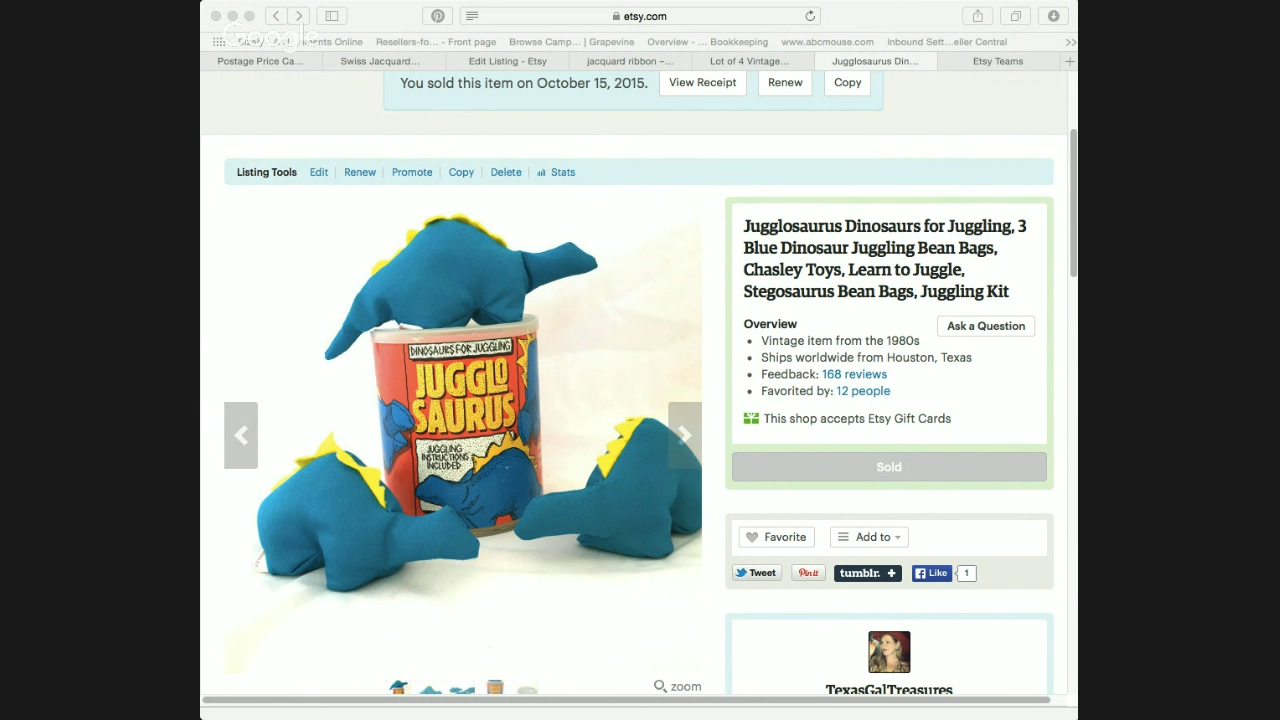 etsy.com
Google
ents Online
Resellers-fo... - Front page
Browse Camp... | Grapevine
Overview - ... Bookkeeping
www.abcmouse.com
Inbound Sett...eller Central
>>
Postage Price Ca...
Swiss Jacquard...
Edit Listing - Etsy
jacquard ribbon –...
Lot of 4 Vintage...
Jugglosaurus Din...
Etsy Teams
+
You sold this item on October 15, 2015.
View Receipt
Renew
Copy
Listing Tools Edit Renew Promote Copy Delete Stats
DINOSAURS FOR JUGGLING
JUGGLO
SAURUS
JUGGLING
INSTRUCTIONS
INCLUDED
zoom
Jugglosaurus Dinosaurs for Juggling, 3
Blue Dinosaur Juggling Bean Bags,
Chasley Toys, Learn to Juggle,
Stegosaurus Bean Bags, Juggling Kit
Overview
Ask a Question
• Vintage item from the 1980s
• Ships worldwide from Houston, Texas
• Feedback: 168 reviews
• Favorited by: 12 people
This shop accepts Etsy Gift Cards
Sold
Favorite
Add to
Tweet
Pin it
tumblr. +
Like
1
TexasGalTreasures